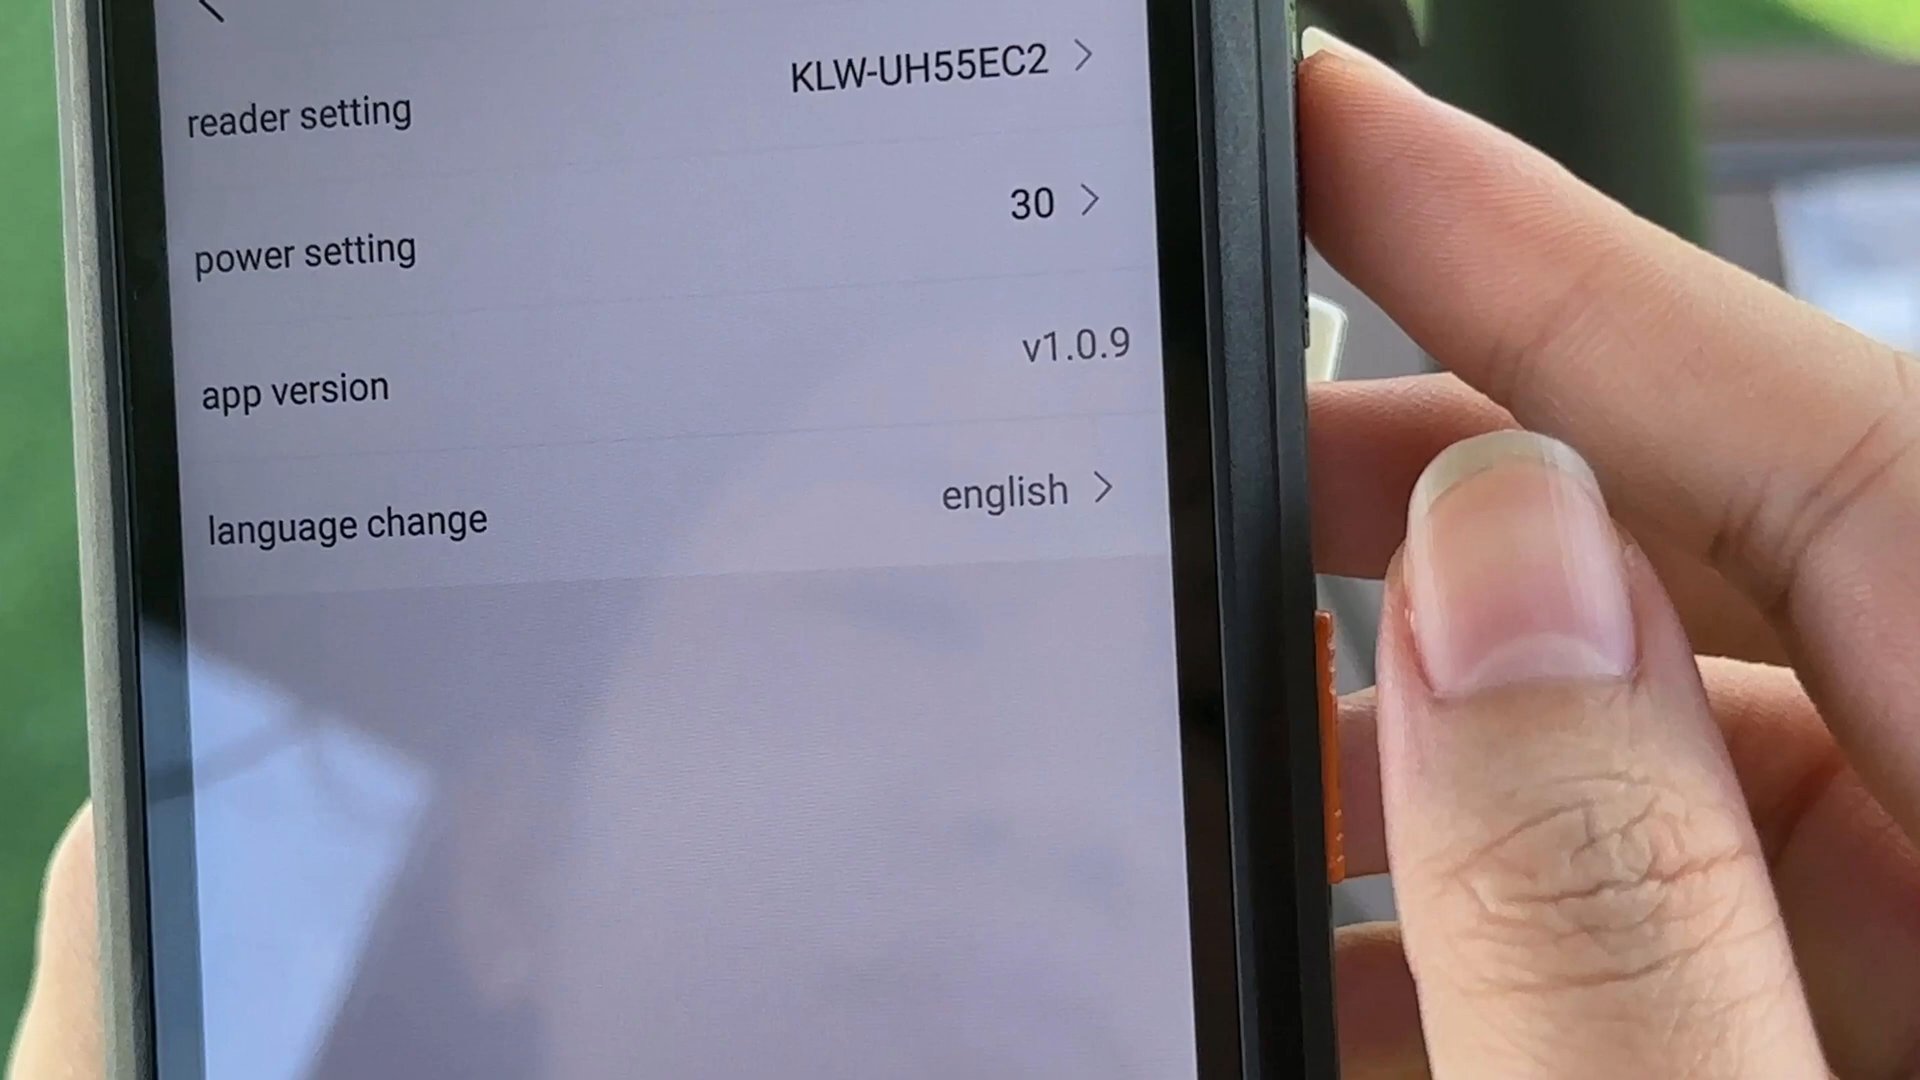 reader setting KLW-UH55EC2
power setting 30
app version v1.0.9
language change english